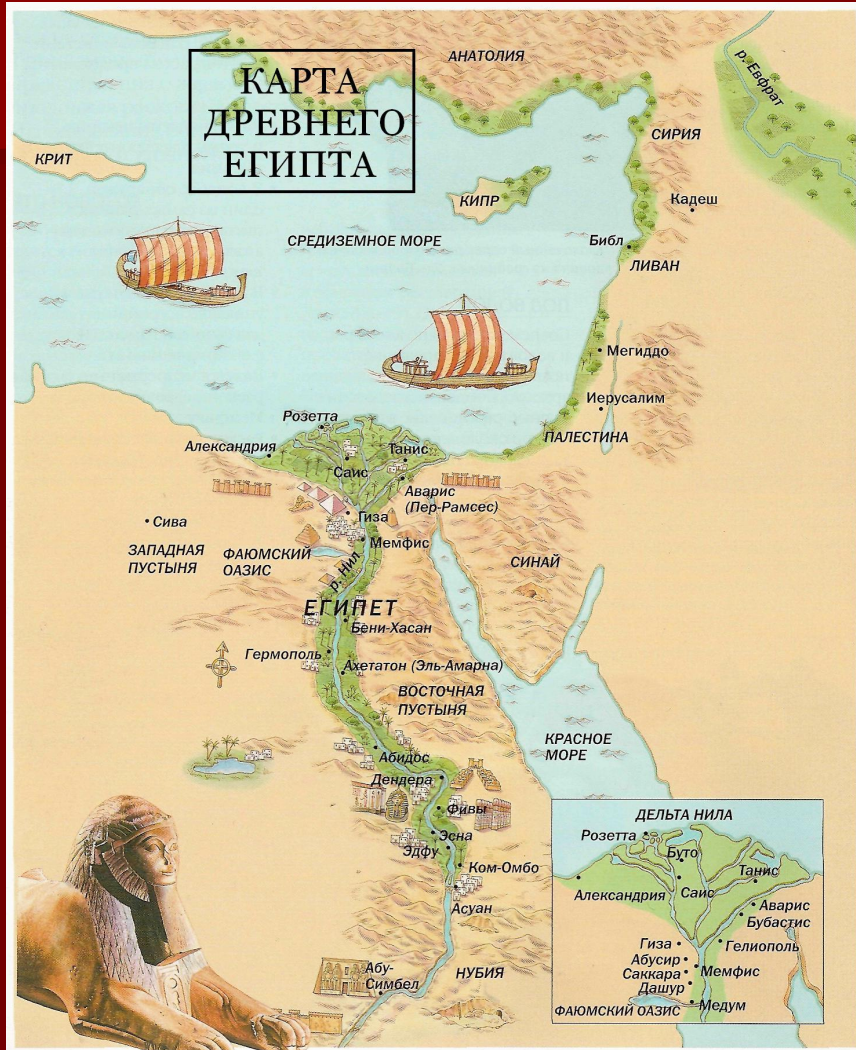 КАРТА
ДРЕВНЕГО
ЕГИПТА
АНАТОЛИЯ
р. Евфрат
СИРИЯ
КРИТ
КИПР
Кадеш
СРЕДИЗЕМНОЕ МОРЕ
Библ
ЛИВАН
Мегиддо
Иерусалим
ПАЛЕСТИНА
Розетта
Александрия
Танис
Саис
Аварис
(Пер-Рамсес)
Гиза
Сива
Мемфис
ЗАПАДНАЯ
ПУСТЫНЯ
ФАЮМСКИЙ
ОАЗИС
р. Нил
СИНАЙ
ЕГИПЕТ
Бени-Хасан
Гермополь
Ахетатон (Эль-Амарна)
ВОСТОЧНАЯ
ПУСТЫНЯ
КРАСНОЕ
МОРЕ
Абидос
Дендера
Фивы
Эсна
Эдфу
Ком-Омбо
Асуан
Абу-
Симбел
НУБИЯ
ДЕЛЬТА НИЛА
Розетта
Буто
Танис
Александрия
Саис
Аварис
Бубастис
Гиза
Гелиополь
Абусир
Саккара
Мемфис
Дашур
Медум
ФАЮМСКИЙ ОАЗИС